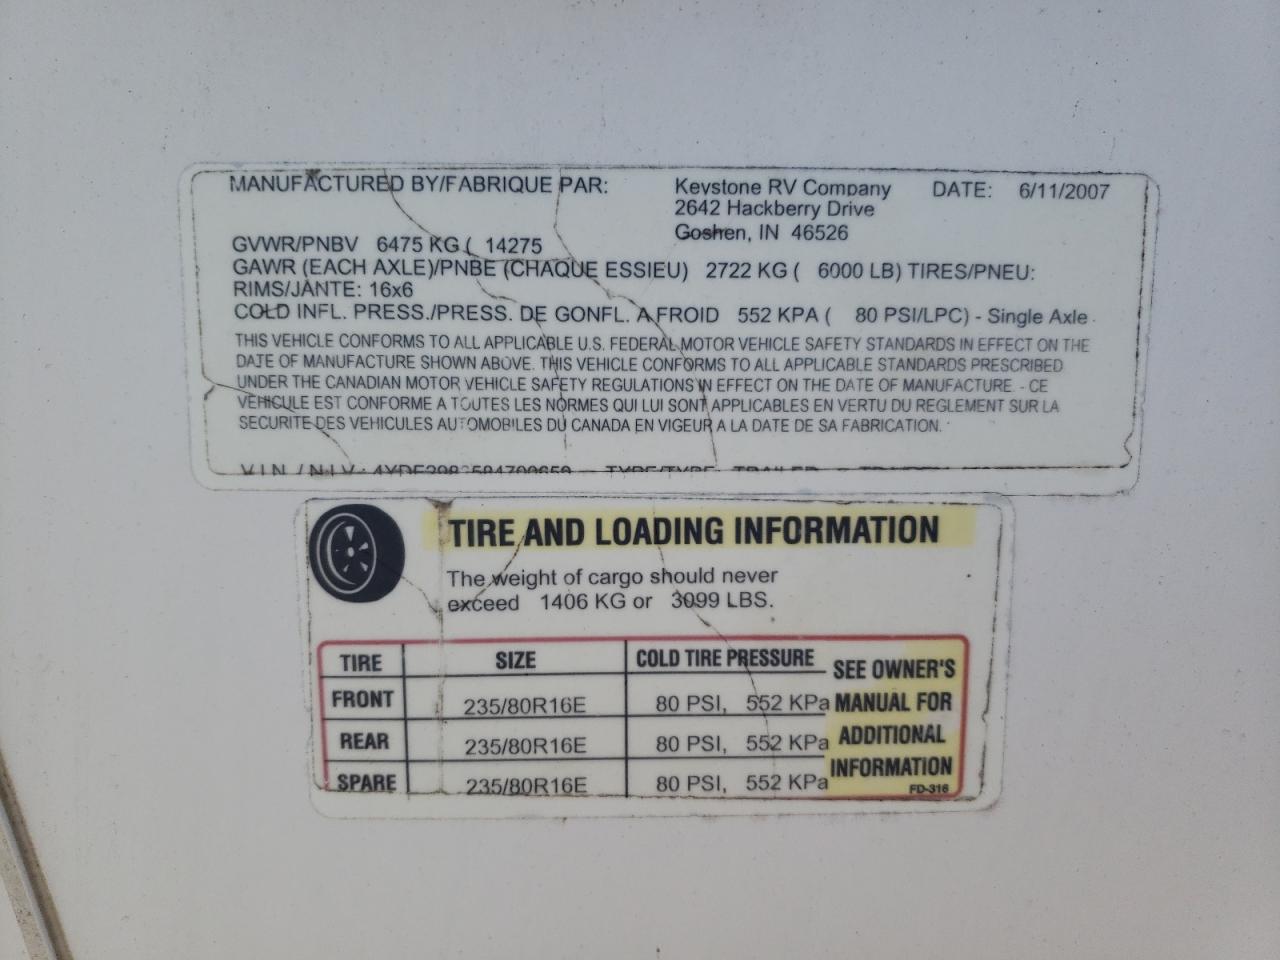 MANUFACTURED BY/FABRIQUE PAR: Keystone RV Company DATE: 6/11/2007
2642 Hackberry Drive
Goshen, IN 46526
GVWR/PNBV 6475 KG ( 14275
GAWR (EACH AXLE)/PNBE (CHAQUE ESSIEU) 2722 KG ( 6000 LB) TIRES/PNEU:
RIMS/JANTE: 16x6
COLD INFL. PRESS./PRESS. DE GONFL. A FROID 552 KPA ( 80 PSI/LPC) - Single Axle
THIS VEHICLE CONFORMS TO ALL APPLICABLE U.S. FEDERAL MOTOR VEHICLE SAFETY STANDARDS IN EFFECT ON THE
DATE OF MANUFACTURE SHOWN ABOVE. THIS VEHICLE CONFORMS TO ALL APPLICABLE STANDARDS PRESCRIBED
UNDER THE CANADIAN MOTOR VEHICLE SAFETY REGULATIONS IN EFFECT ON THE DATE OF MANUFACTURE. - CE
VEHICULE EST CONFORME A TOUTES LES NORMES QUI LUI SONT APPLICABLES EN VERTU DU REGLEMENT SUR LA
SECURITE DES VEHICULES AUTOMOBILES DU CANADA EN VIGEUR A LA DATE DE SA FABRICATION.
V.I.N. / N.I.V.: TYPE/TYPE:
TIRE AND LOADING INFORMATION
The weight of cargo should never
exceed 1406 KG or 3099 LBS.
TIRE SIZE COLD TIRE PRESSURE
FRONT 235/80R16E 80 PSI, 552 KPa
REAR 235/80R16E 80 PSI, 552 KPa
SPARE 235/80R16E 80 PSI, 552 KPa
SEE OWNER'S
MANUAL FOR
ADDITIONAL
INFORMATION
FD-316